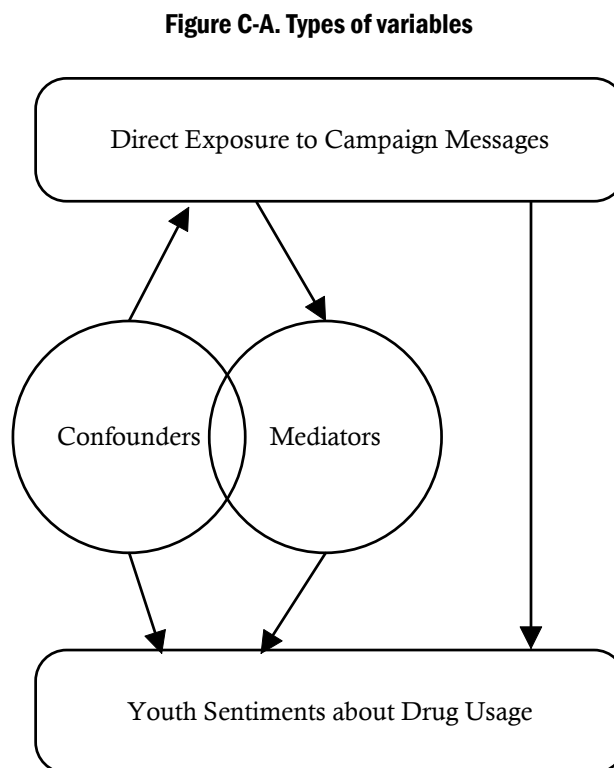 Figure C-A. Types of variables
Direct Exposure to Campaign Messages
Confounders
Mediators
Youth Sentiments about Drug Usage